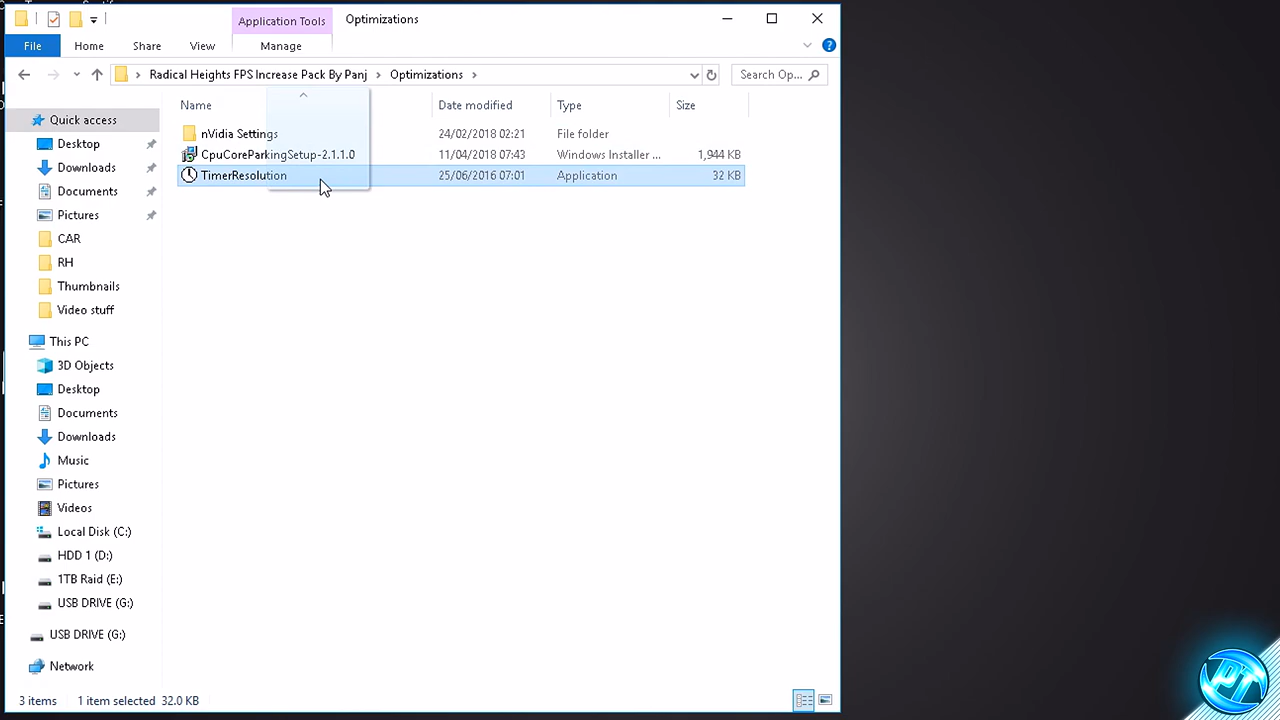 Application Tools
Optimizations
File
Home
Share
View
Manage
Radical Heights FPS Increase Pack By Panj
Optimizations
Search Op...
Name
Date modified
Type
Size
nVidia Settings
24/02/2018 02:21
File folder
CpuCoreParkingSetup-2.1.1.0
11/04/2018 07:43
Windows Installer ...
1,944 KB
TimerResolution
25/06/2016 07:01
Application
32 KB
Quick access
Desktop
Downloads
Documents
Pictures
CAR
RH
Thumbnails
Video stuff
This PC
3D Objects
Desktop
Documents
Downloads
Music
Pictures
Videos
Local Disk (C:)
HDD 1 (D:)
1TB Raid (E:)
USB DRIVE (G:)
USB DRIVE (G:)
Network
3 items
1 item selected 32.0 KB
PT